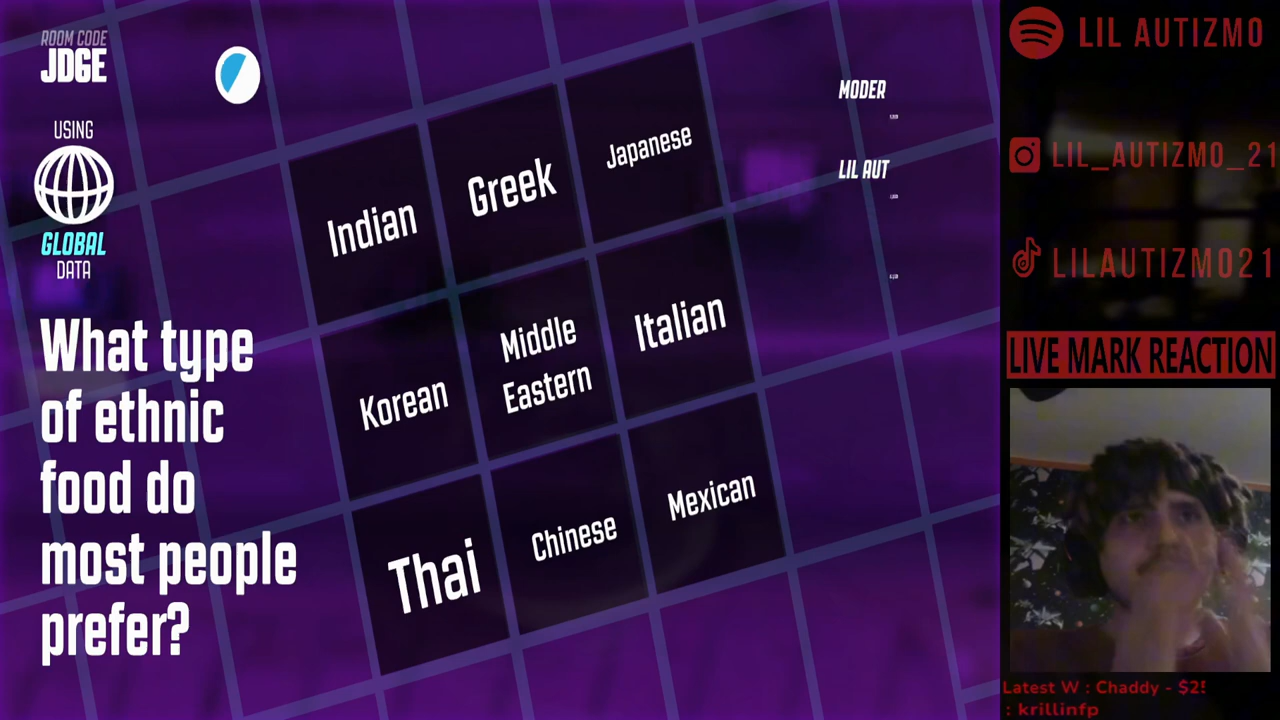 ROOM CODE
JDGE
USING
GLOBAL
DATA
What type
of ethnic
food do
most people
prefer?
Indian
Greek
Japanese
Korean
Middle
Eastern
Italian
Thai
Chinese
Mexican
MODER
LIL AUT
LIL AUTIZMO
LIL_AUTIZMO_21
LILAUTIZMO21
LIVE MARK REACTION
Latest W : Chaddy - $25
: krillinfp